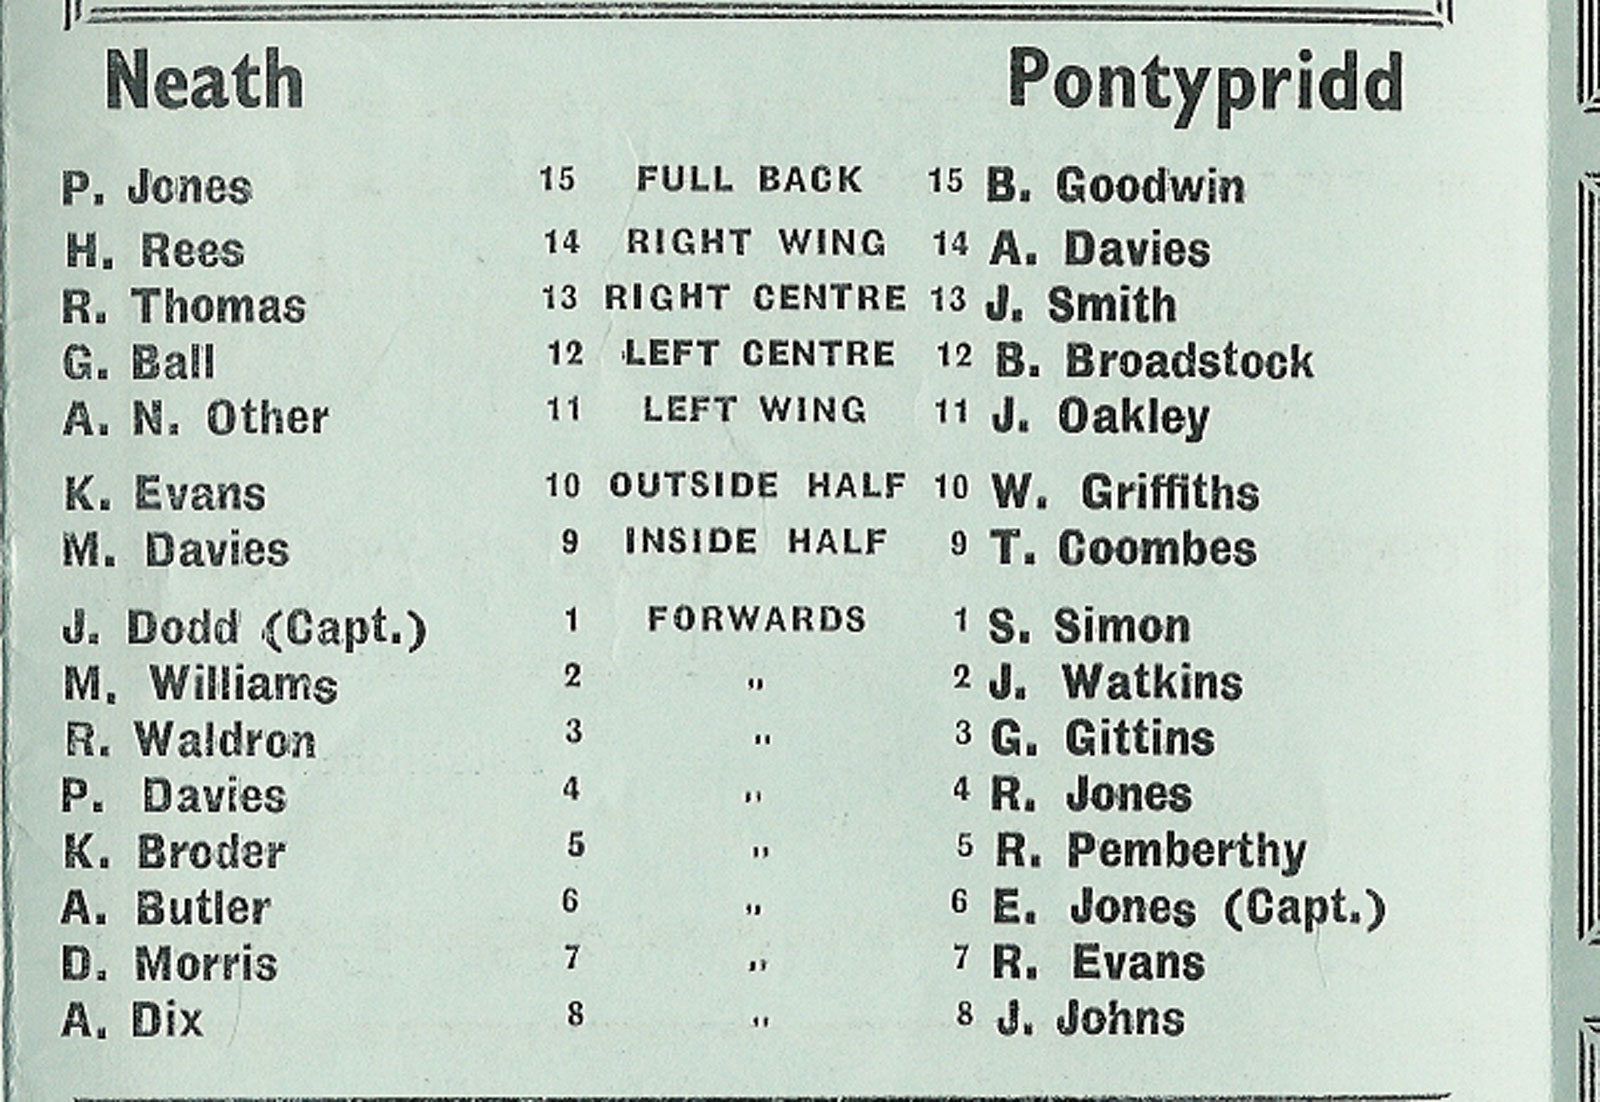 Neath Pontypridd
P. Jones 15 FULL BACK 15 B. Goodwin
H. Rees 14 RIGHT WING 14 A. Davies
R. Thomas 13 RIGHT CENTRE 13 J. Smith
G. Ball 12 LEFT CENTRE 12 B. Broadstock
A. N. Other 11 LEFT WING 11 J. Oakley
K. Evans 10 OUTSIDE HALF 10 W. Griffiths
M. Davies 9 INSIDE HALF 9 T. Coombes
J. Dodd (Capt.) 1 FORWARDS 1 S. Simon
M. Williams 2 " 2 J. Watkins
R. Waldron 3 " 3 G. Gittins
P. Davies 4 " 4 R. Jones
K. Broder 5 " 5 R. Pemberthy
A. Butler 6 " 6 E. Jones (Capt.)
D. Morris 7 " 7 R. Evans
A. Dix 8 " 8 J. Johns